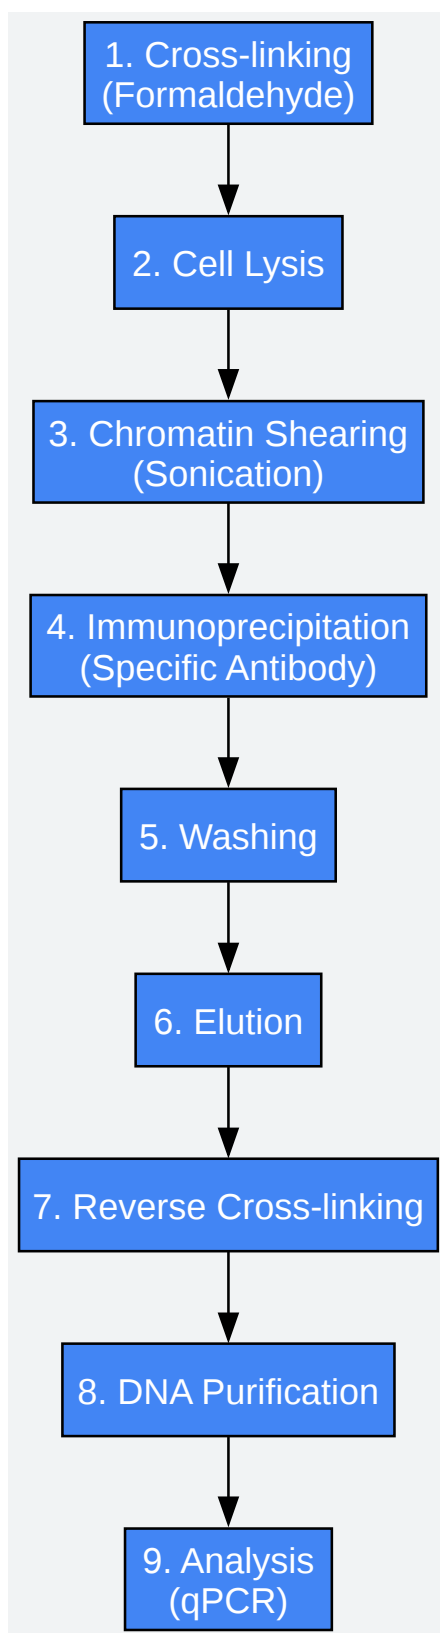 1. Cross-linking
(Formaldehyde)
2. Cell Lysis
3. Chromatin Shearing
(Sonication)
4. Immunoprecipitation
(Specific Antibody)
5. Washing
6. Elution
7. Reverse Cross-linking
8. DNA Purification
9. Analysis
(qPCR)